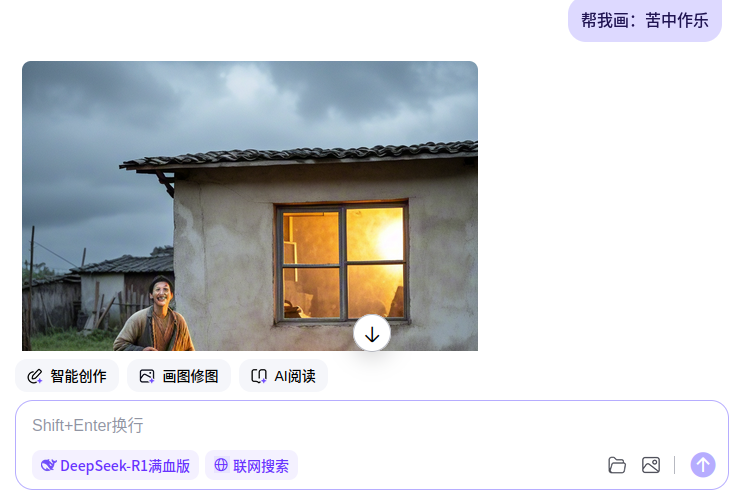 帮我画：苦中作乐
智能创作
画图修图
AI阅读
Shift+Enter换行
DeepSeek-R1满血版
联网搜索